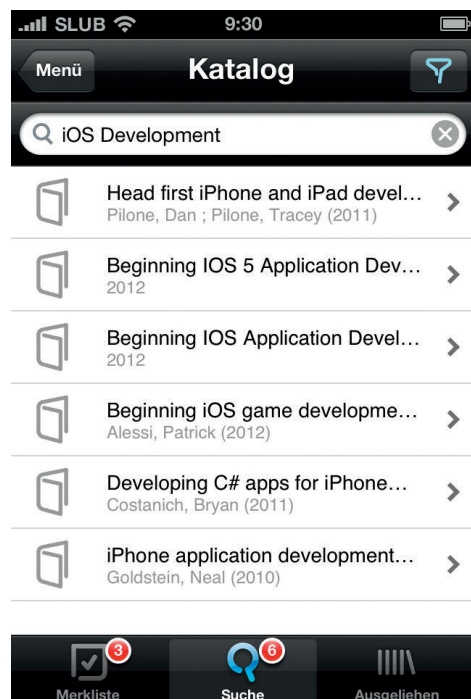 SLUB 9:30
Menü Katalog
iOS Development
Head first iPhone and iPad devel...
Pilone, Dan ; Pilone, Tracey (2011)
Beginning IOS 5 Application Dev...
2012
Beginning IOS Application Devel...
2012
Beginning iOS game developme...
Alessi, Patrick (2012)
Developing C# apps for iPhone...
Costanich, Bryan (2011)
iPhone application development...
Goldstein, Neal (2010)
3 6
Merkliste Suche Ausgeliehen